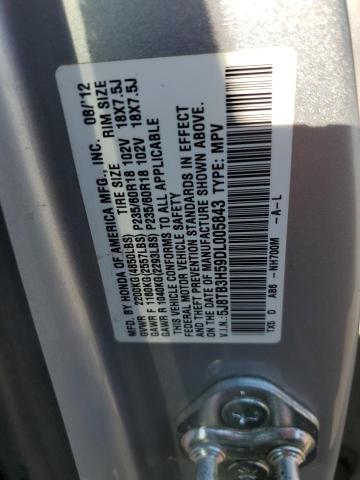 MFD. BY HONDA OF AMERICA MFG., INC. 08/'12
TIRE SIZE RIM SIZE
GVWR 2200KG(4850LBS)
GAWR F 1160KG(2557LBS) P235/60R18 102V 18X7.5J
GAWR R 1040KG(2293LBS) P235/60R18 102V 18X7.5J
THIS VEHICLE CONFORMS TO ALL APPLICABLE
FEDERAL MOTOR VEHICLE SAFETY
AND THEFT PREVENTION STANDARDS IN EFFECT
ON THE DATE OF MANUFACTURE SHOWN ABOVE.
V.I.N.:5J8TB3H59DL005843 TYPE: MPV
TX5 D AB6 -NH700M -A-L